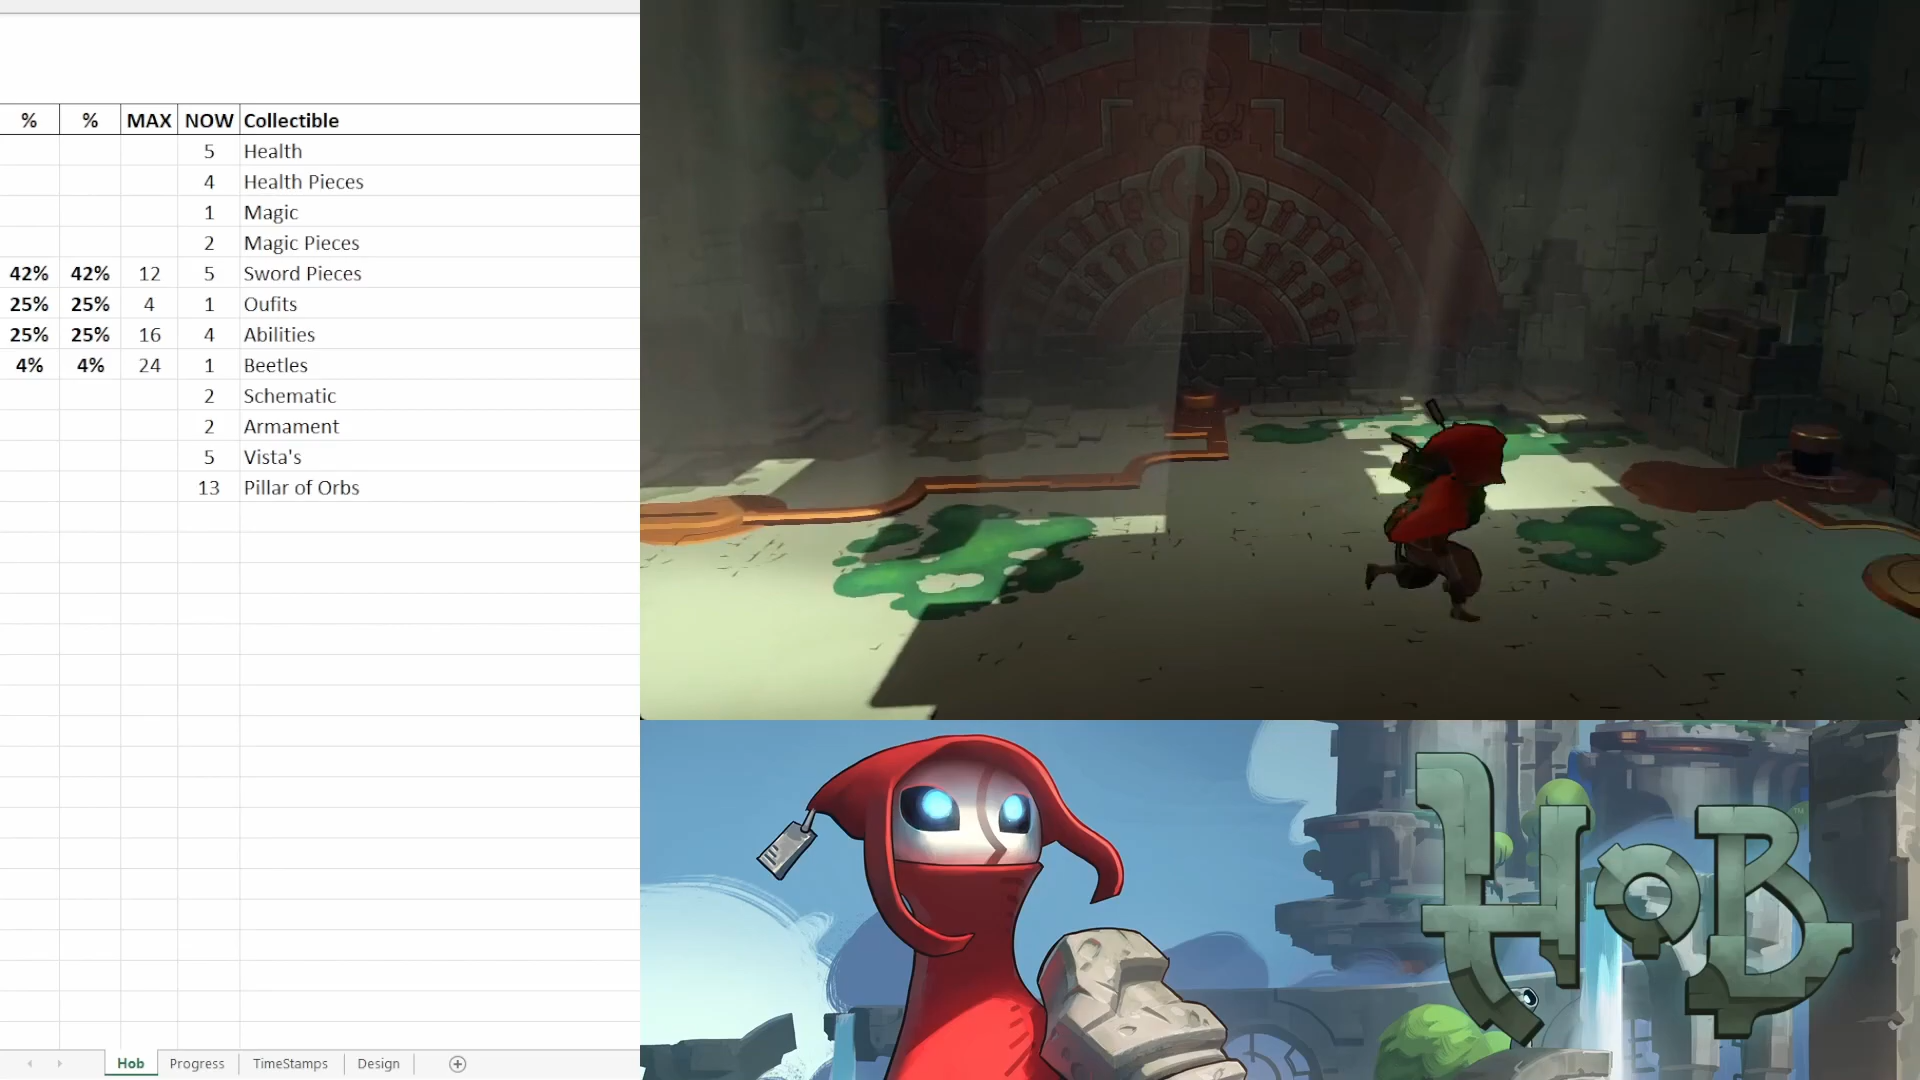 % % MAX NOW Collectible
5 Health
4 Health Pieces
1 Magic
2 Magic Pieces
42% 42% 12 5 Sword Pieces
25% 25% 4 1 Oufits
25% 25% 16 4 Abilities
4% 4% 24 1 Beetles
2 Schematic
2 Armament
5 Vista's
13 Pillar of Orbs
Hob Progress TimeStamps Design
HOB
TM